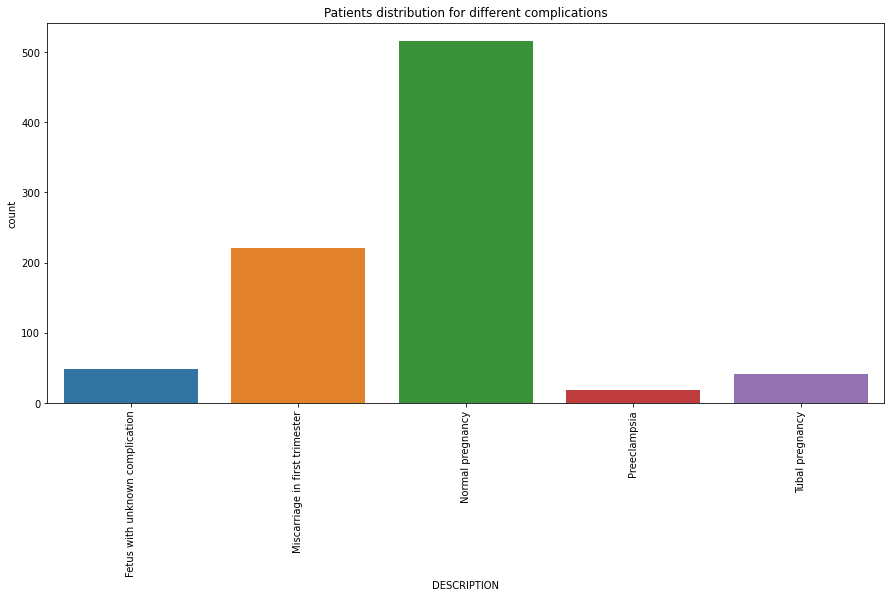 Patients distribution for different complications
500
400
300
200
100
0
count
Fetus with unknown complication
Miscarriage in first trimester
Normal pregnancy
Preeclampsia
Tubal pregnancy
DESCRIPTION